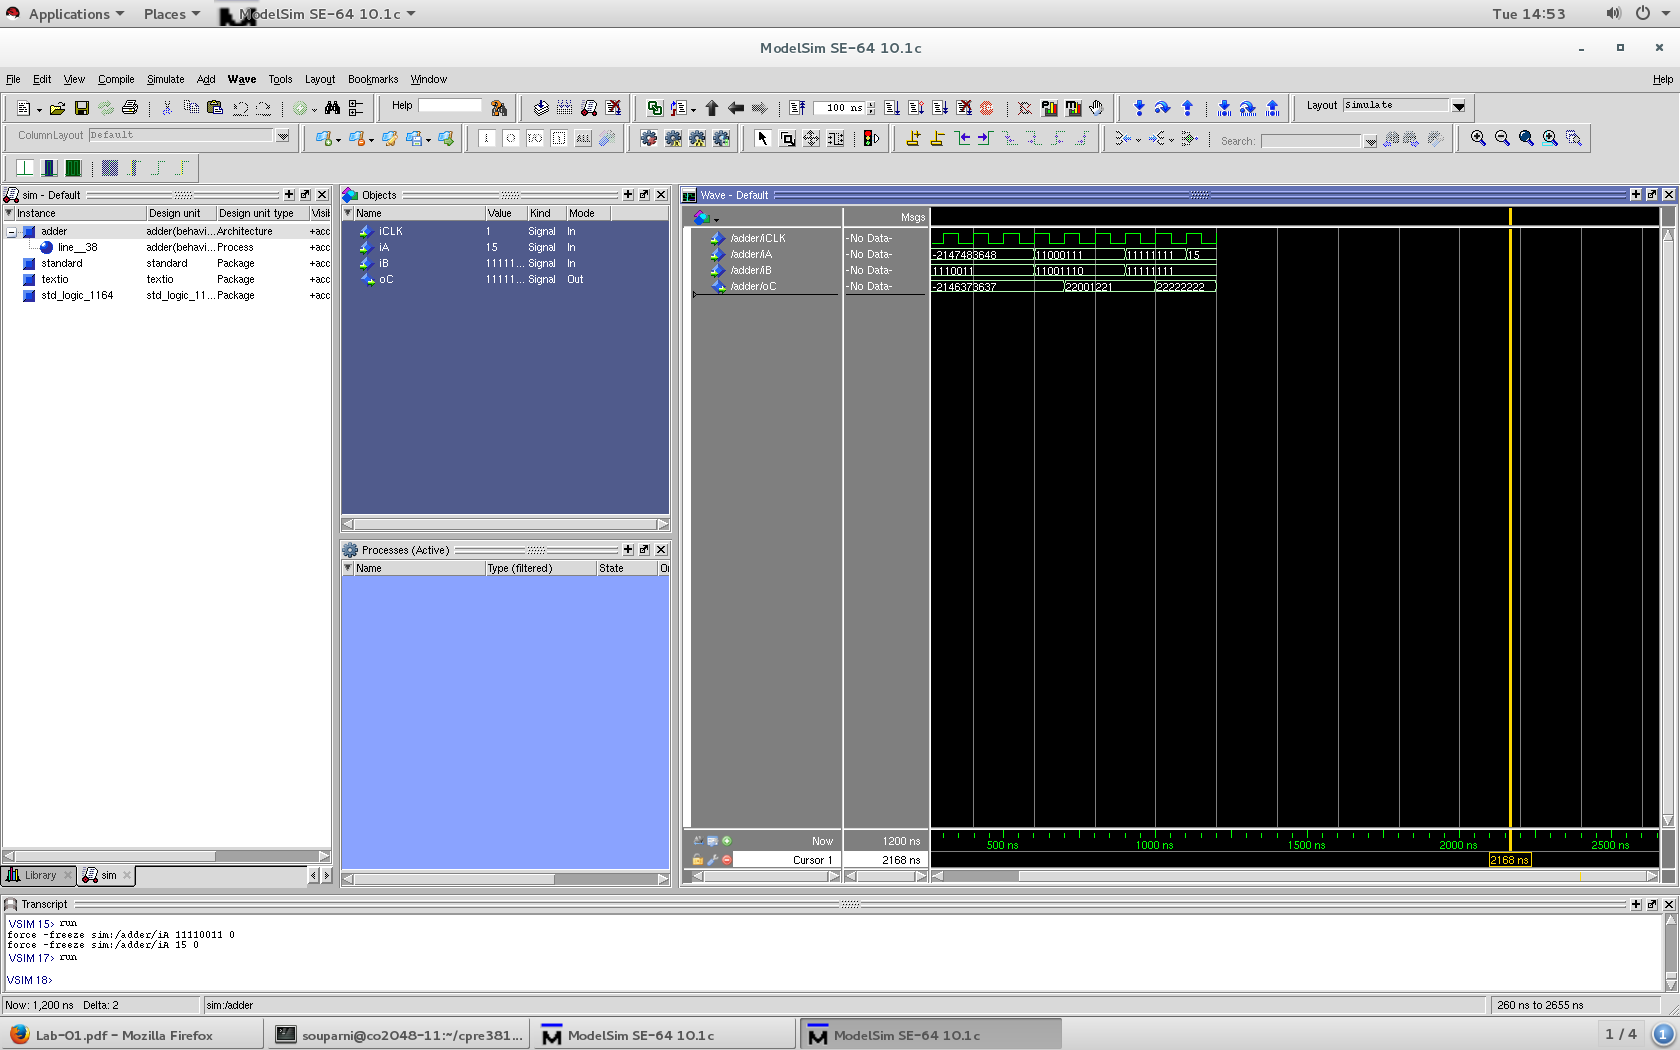 Applications Places ModelSim SE-64 10.1c Tue 14:53
ModelSim SE-64 10.1c
File Edit View Compile Simulate Add Wave Tools Layout Bookmarks Window Help
Help 100 ns Layout Simulate
ColumnLayout Default Search:
sim - Default
Instance Design unit Design unit type Visit
adder adder(behavi... Architecture +acc
line__38 adder(behavi... Process +acc
standard standard Package +acc
textio textio Package +acc
std_logic_1164 std_logic_11... Package +acc
Library sim
Objects
Name Value Kind Mode
iCLK 1 Signal In
iA 15 Signal In
iB 11111... Signal In
oC 11111... Signal Out
Processes (Active)
Name Type (filtered) State
Wave - Default
Msgs
/adder/iCLK -No Data-
/adder/iA -No Data- -2147483648 11000111 11111111 15
/adder/iB -No Data- 1110011 11001110 11111111
/adder/oC -No Data- -2146373637 22001221 22222222
Now 1200 ns 500 ns 1000 ns 1500 ns 2000 ns 2500 ns
Cursor 1 2168 ns 2168 ns
Transcript
VSIM 15> run
force -freeze sim:/adder/iA 11110011 0
force -freeze sim:/adder/iA 15 0
VSIM 17> run
VSIM 18>
Now: 1,200 ns Delta: 2 sim:/adder 260 ns to 2655 ns
Lab-01.pdf - Mozilla Firefox souparni@co2048-11:~/cpre381... ModelSim SE-64 10.1c ModelSim SE-64 10.1c 1 / 4 1